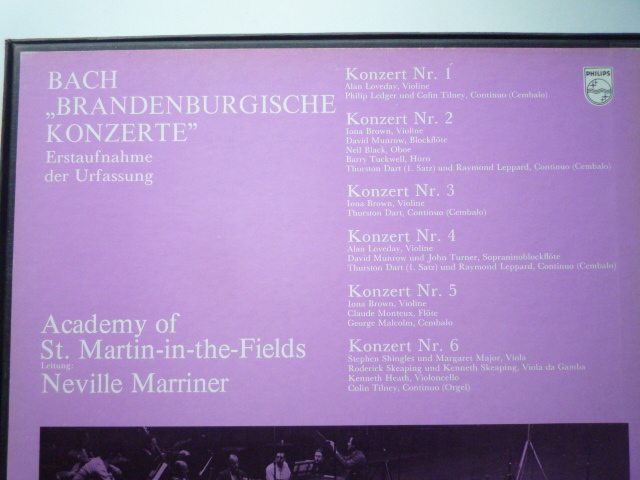 BACH
„BRANDENBURGISCHE
KONZERTE”
Erstaufnahme
der Urfassung
Academy of
St. Martin-in-the-Fields
Leitung:
Neville Marriner
Konzert Nr. 1
Alan Loveday, Violine
Philip Ledger und Colin Tilney, Continuo (Cembalo)
Konzert Nr. 2
Iona Brown, Violine
David Munrow, Blockflöte
Neil Black, Oboe
Barry Tuckwell, Horn
Thurston Dart (1. Satz) und Raymond Leppard, Continuo (Cembalo)
Konzert Nr. 3
Iona Brown, Violine
Thurston Dart, Continuo (Cembalo)
Konzert Nr. 4
Alan Loveday, Violine
David Munrow und John Turner, Sopraninoblockflöte
Thurston Dart (1. Satz) und Raymond Leppard, Continuo (Cembalo)
Konzert Nr. 5
Iona Brown, Violine
Claude Monteux, Flöte
George Malcolm, Cembalo
Konzert Nr. 6
Stephen Shingles und Margaret Major, Viola
Roderick Skeaping und Kenneth Skeaping, Viola da Gamba
Kenneth Heath, Violoncello
Colin Tilney, Continuo (Orgel)
PHILIPS